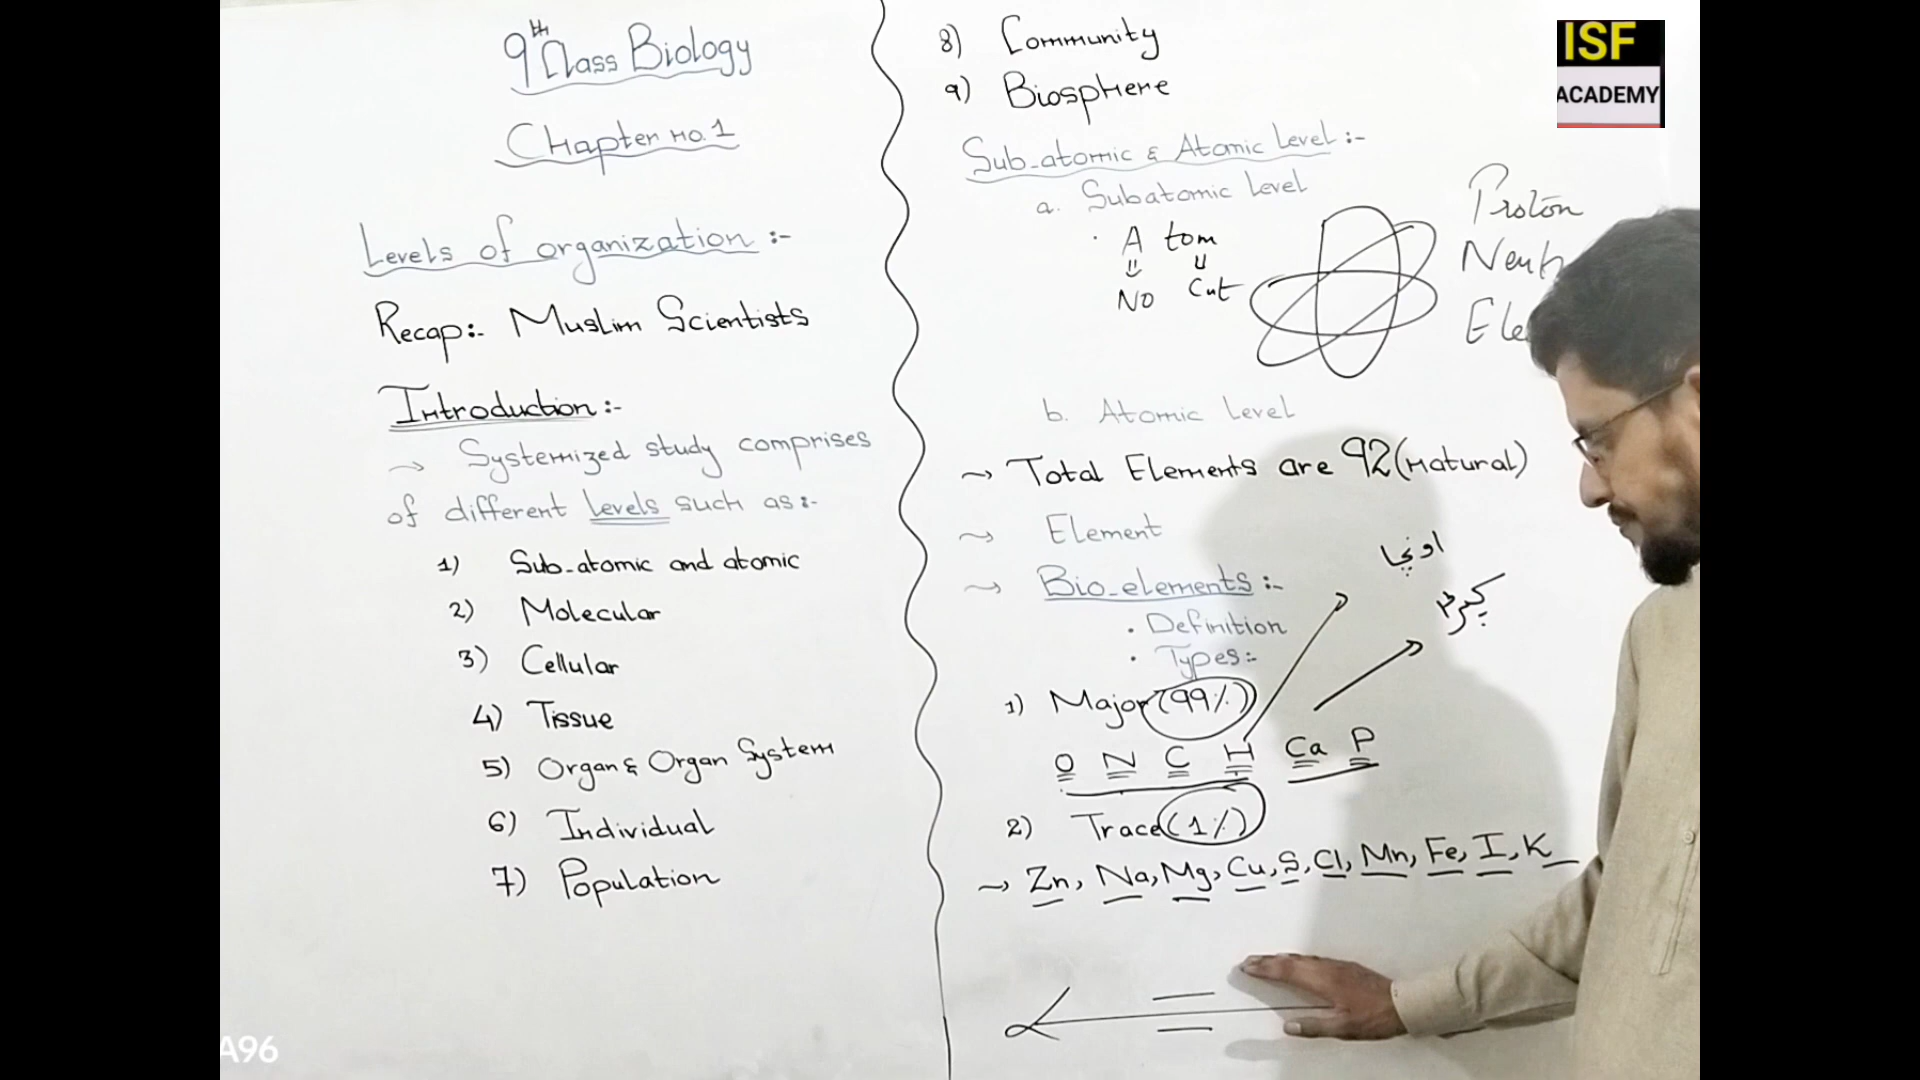 9th Class Biology
Chapter no. 1
Levels of organization :-
Recap:- Muslim Scientists
Introduction :-
→ Systemized study comprises
of different levels such as:-
1) Sub-atomic and atomic
2) Molecular
3) Cellular
4) Tissue
5) Organ & Organ System
6) Individual
7) Population
8) Community
9) Biosphere
Sub-atomic & Atomic Level :-
a. Subatomic Level
· A tom
NO Cut
Proton
Neut
Ele
b. Atomic Level
→ Total Elements are 92 (natural)
→ Element
→ Bio-elements :-
· Definition
· Types :-
1) Major (99%)
O N C H Ca P
اونچا
2) Trace (1%)
→ Zn, Na, Mg, Cu, S, Cl, Mn, Fe, I, K
ISF
ACADEMY
A96